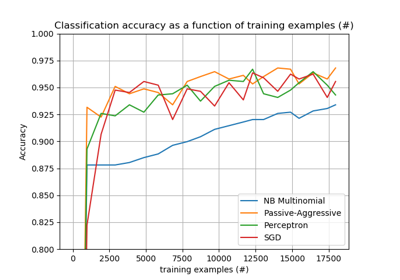 Classification accuracy as a function of training examples (#)
1.000
0.975
0.950
0.925
0.900
0.875
0.850
0.825
0.800
Accuracy
NB Multinomial
Passive-Aggressive
Perceptron
SGD
0 2500 5000 7500 10000 12500 15000 17500
training examples (#)